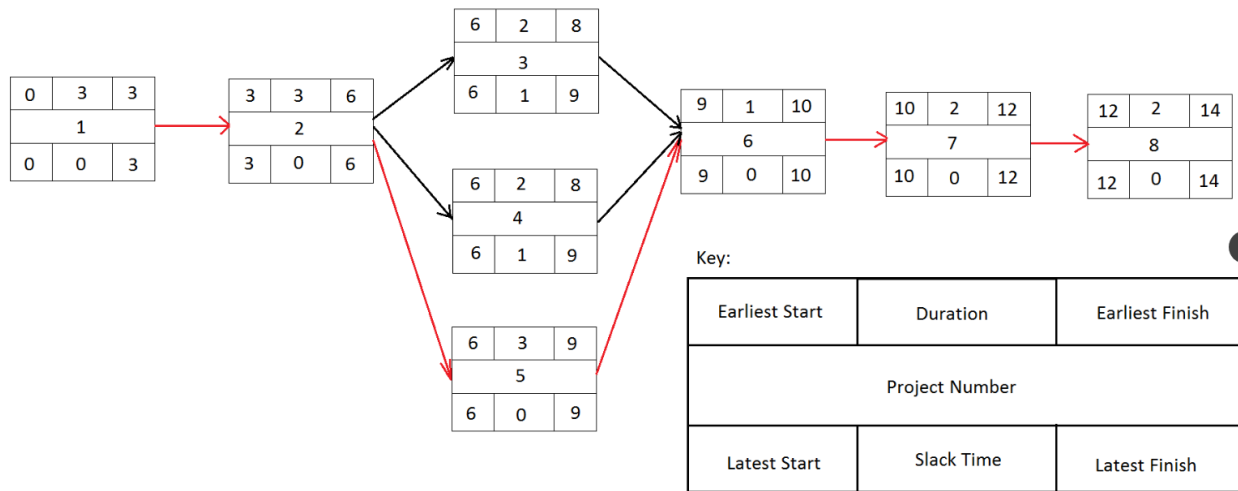 0 3 3
1
0 0 3
3 3 6
2
3 0 6
6 2 8
3
6 1 9
6 2 8
4
6 1 9
6 3 9
5
6 0 9
9 1 10
6
9 0 10
10 2 12
7
10 0 12
12 2 14
8
12 0 14
Key:
Earliest Start Duration Earliest Finish
Project Number
Latest Start Slack Time Latest Finish